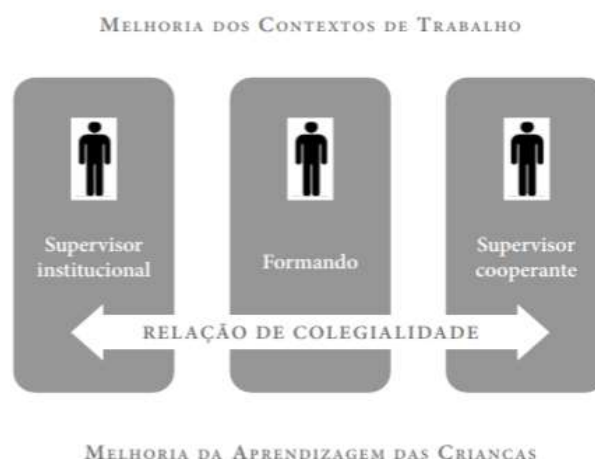 MELHORIA DOS CONTEXTOS DE TRABALHO
Supervisor
institucional
Formando
Supervisor
cooperante
RELAÇÃO DE COLEGIALIDADE
MELHORIA DA APRENDIZAGEM DAS CRIANÇAS